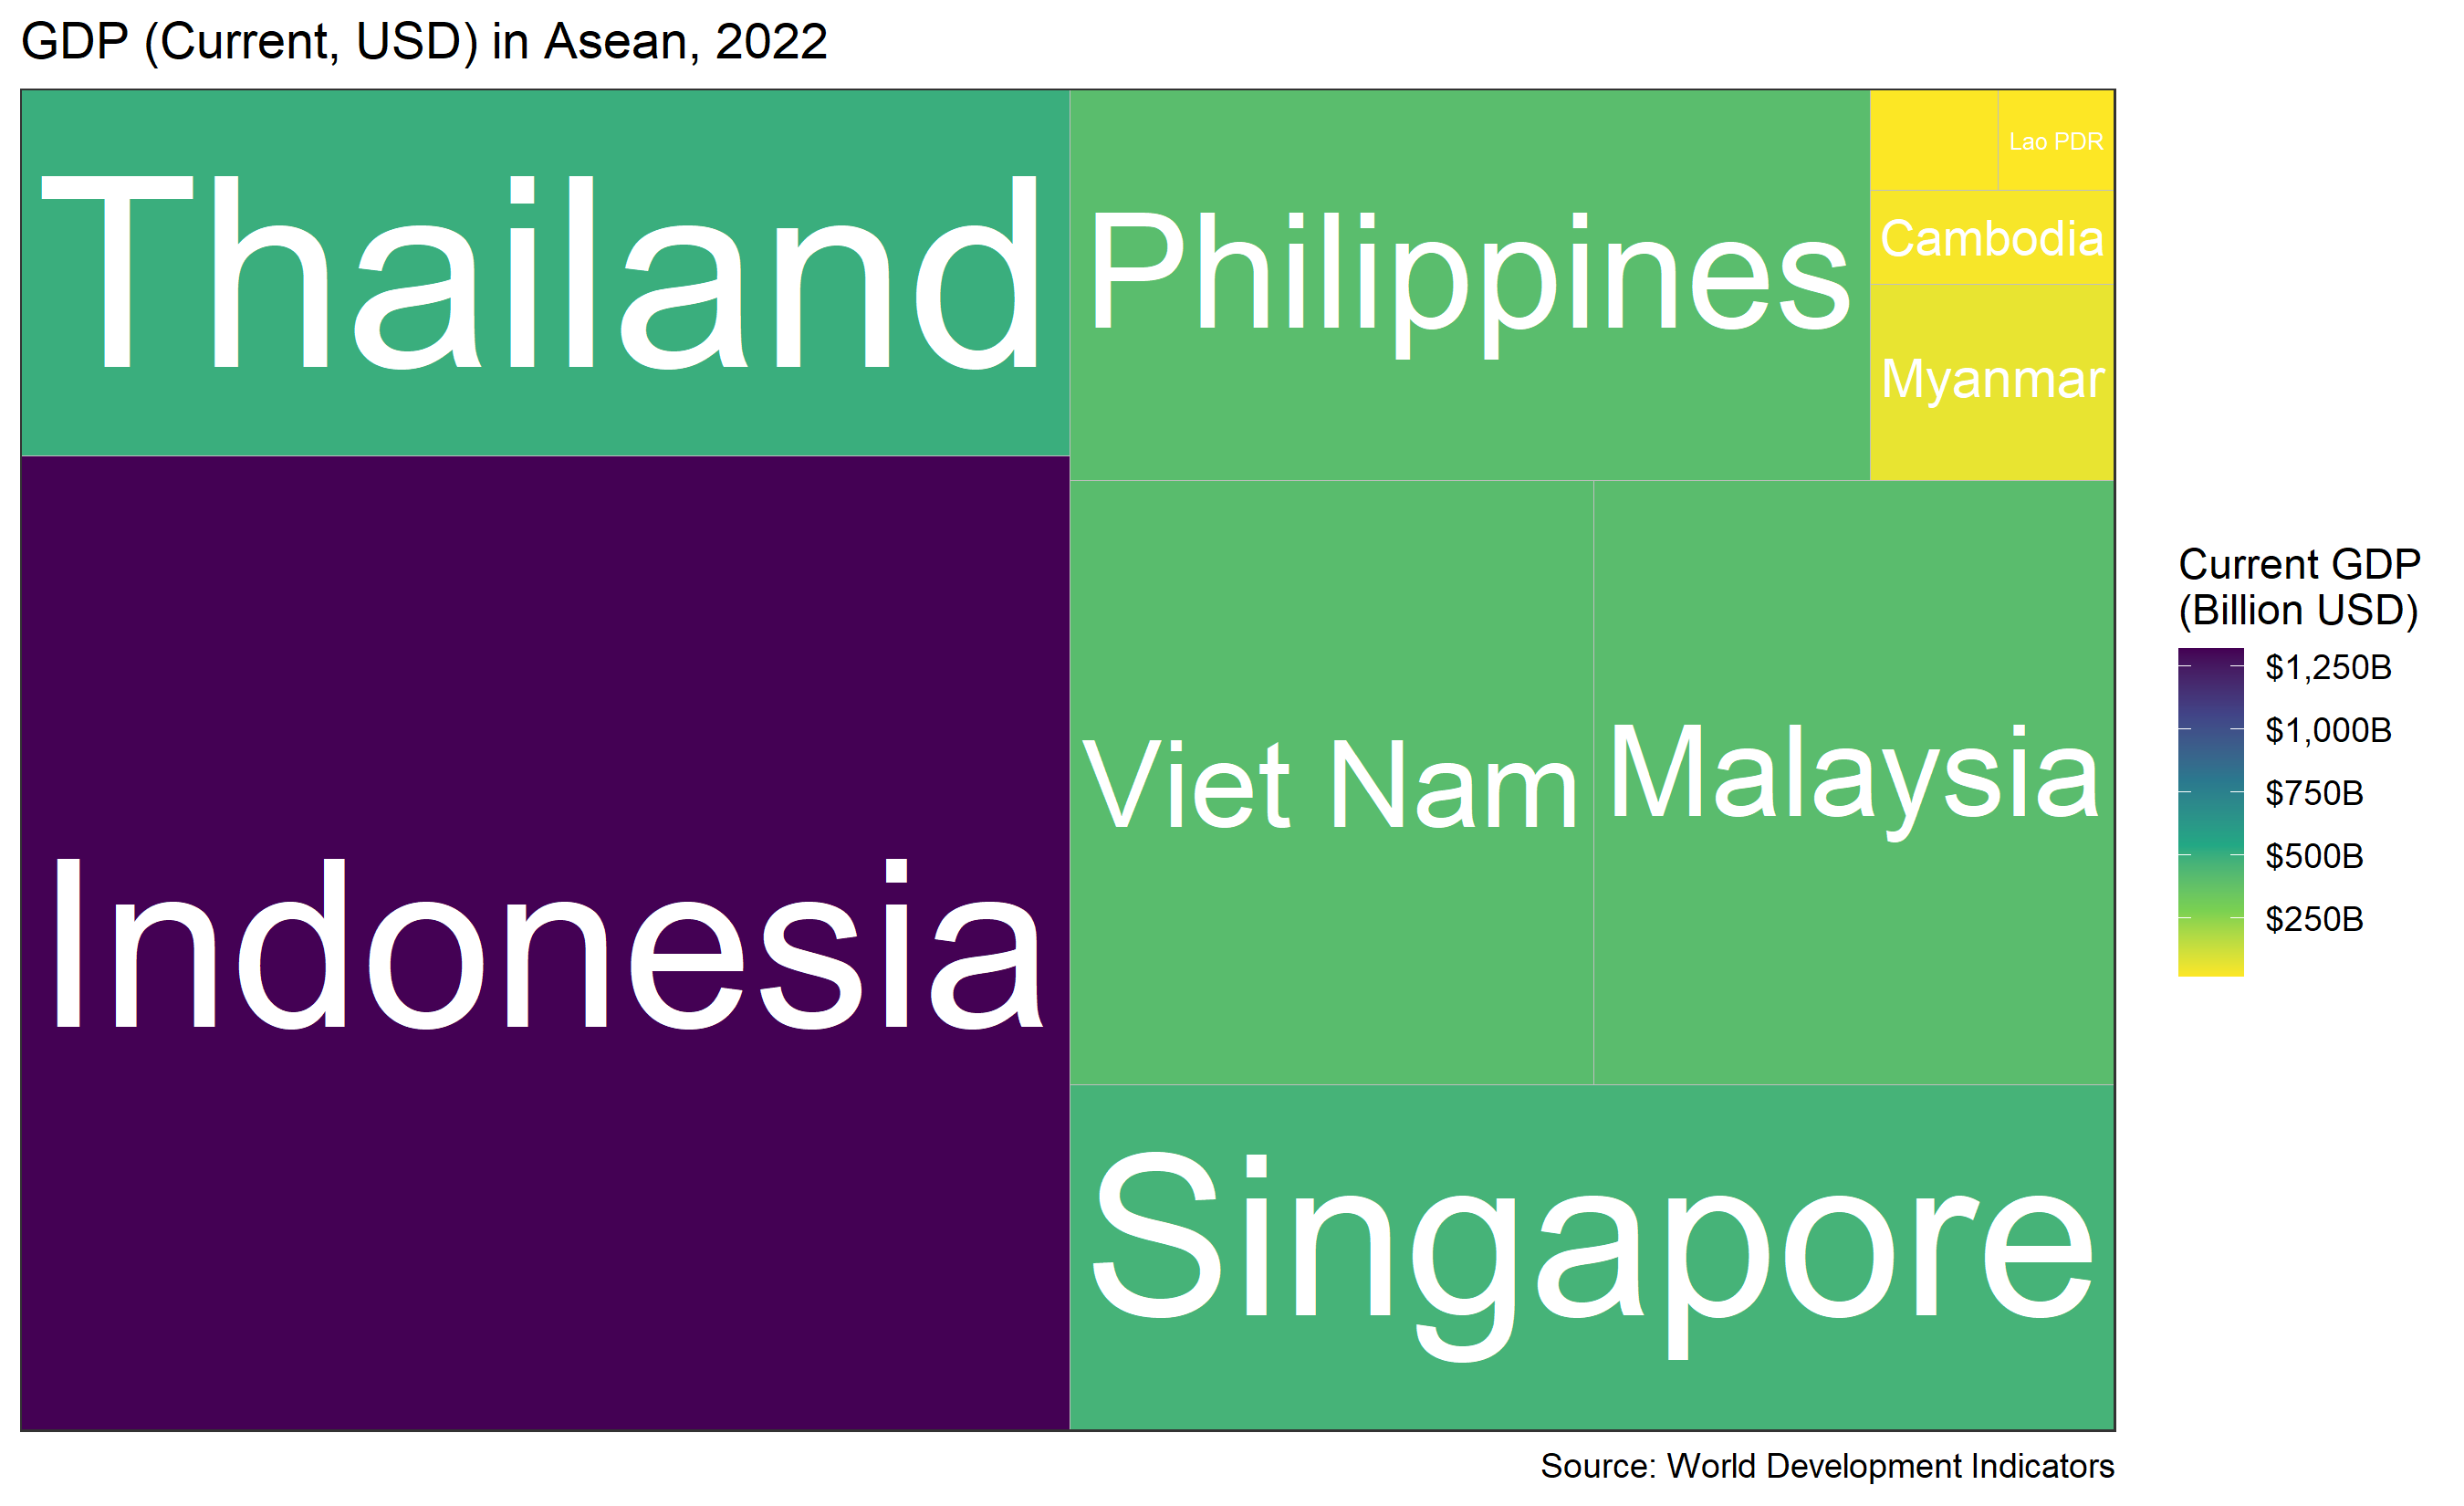 GDP (Current, USD) in Asean, 2022
Thailand
Philippines
Lao PDR
Cambodia
Myanmar
Indonesia
Viet Nam
Malaysia
Singapore
Current GDP
(Billion USD)
$1,250B
$1,000B
$750B
$500B
$250B
Source: World Development Indicators